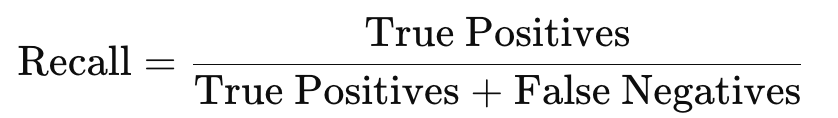 True Positives
Recall =
True Positives + False Negatives